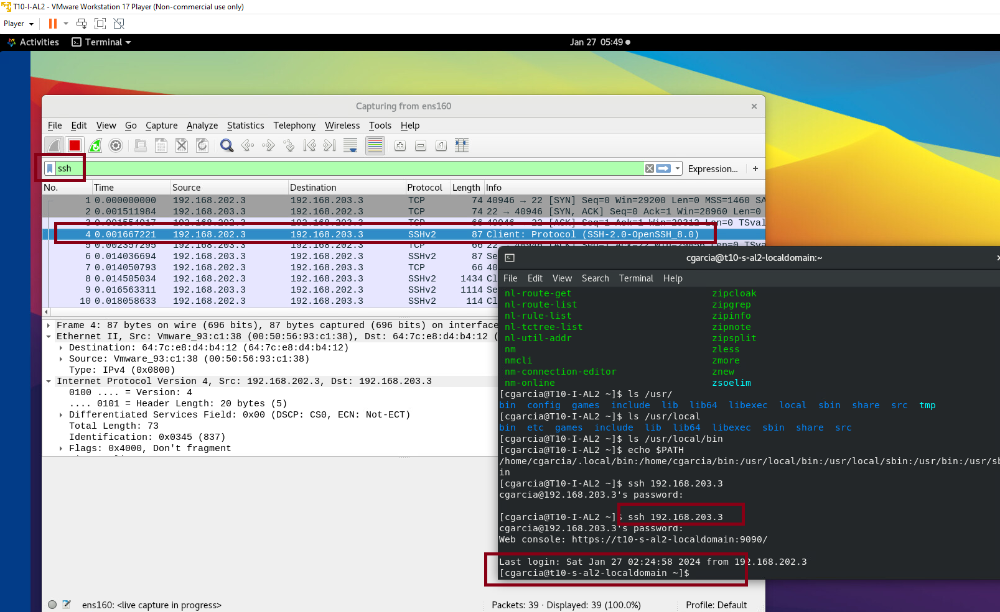 T10-I-AL2 - VMware Workstation 17 Player (Non-commercial use only)
Player
Activities Terminal Jan 27 05:49
Capturing from ens160
File Edit View Go Capture Analyze Statistics Telephony Wireless Tools Help
ssh Expression... +
No. Time Source Destination Protocol Length Info
1 0.000000000 192.168.202.3 192.168.203.3 TCP 74 40946 → 22 [SYN] Seq=0 Win=29200 Len=0 MSS=1460 SA
2 0.001511984 192.168.202.3 192.168.203.3 TCP 74 22 → 40946 [SYN, ACK] Seq=0 Ack=1 Win=28960 Len=0
3 0.001554017 192.168.202.3 192.168.203.3 TCP 66 40946 → 22 [ACK] Seq=1 Ack=1 Win=29312 Len=0 TSval
4 0.001667221 192.168.202.3 192.168.203.3 SSHv2 87 Client: Protocol (SSH-2.0-OpenSSH_8.0)
5 0.002357295 192.168.202.3 192.168.203.3 TCP 66 22 → 40946 [ACK] Seq=1 Ack=22 Win=29056 Len=0 TSv
6 0.014036694 192.168.202.3 192.168.203.3 SSHv2 87 Se
7 0.014050793 192.168.202.3 192.168.203.3 TCP 66 40
8 0.014505034 192.168.202.3 192.168.203.3 SSHv2 1434 Cl
9 0.016563311 192.168.202.3 192.168.203.3 SSHv2 1114 Se
10 0.018058633 192.168.202.3 192.168.203.3 SSHv2 114 Cl
Frame 4: 87 bytes on wire (696 bits), 87 bytes captured (696 bits) on interface
Ethernet II, Src: Vmware_93:c1:38 (00:50:56:93:c1:38), Dst: 64:7c:e8:d4:b4:12 (
Destination: 64:7c:e8:d4:b4:12 (64:7c:e8:d4:b4:12)
Source: Vmware_93:c1:38 (00:50:56:93:c1:38)
Type: IPv4 (0x0800)
Internet Protocol Version 4, Src: 192.168.202.3, Dst: 192.168.203.3
0100 .... = Version: 4
.... 0101 = Header Length: 20 bytes (5)
Differentiated Services Field: 0x00 (DSCP: CS0, ECN: Not-ECT)
Total Length: 73
Identification: 0x0345 (837)
Flags: 0x4000, Don't fragment
ens160: <live capture in progress> Packets: 39 · Displayed: 39 (100.0%) Profile: Default
cgarcia@t10-s-al2-localdomain:~
File Edit View Search Terminal Help
nl-route-get zipcloak
nl-route-list zipgrep
nl-rule-list zipinfo
nl-tctree-list zipnote
nl-util-addr zipsplit
nm zless
nmcli zmore
nm-connection-editor znew
nm-online zsoelim
[cgarcia@T10-I-AL2 ~]$ ls /usr/
bin config games include lib lib64 libexec local sbin share src tmp
[cgarcia@T10-I-AL2 ~]$ ls /usr/local
bin etc games include lib lib64 libexec sbin share src
[cgarcia@T10-I-AL2 ~]$ ls /usr/local/bin
[cgarcia@T10-I-AL2 ~]$ echo $PATH
/home/cgarcia/.local/bin:/home/cgarcia/bin:/usr/local/bin:/usr/local/sbin:/usr/bin:/usr/sb
in
[cgarcia@T10-I-AL2 ~]$ ssh 192.168.203.3
cgarcia@192.168.203.3's password:
[cgarcia@T10-I-AL2 ~]$ ssh 192.168.203.3
cgarcia@192.168.203.3's password:
Web console: https://t10-s-al2-localdomain:9090/
Last login: Sat Jan 27 02:24:58 2024 from 192.168.202.3
[cgarcia@t10-s-al2-localdomain ~]$